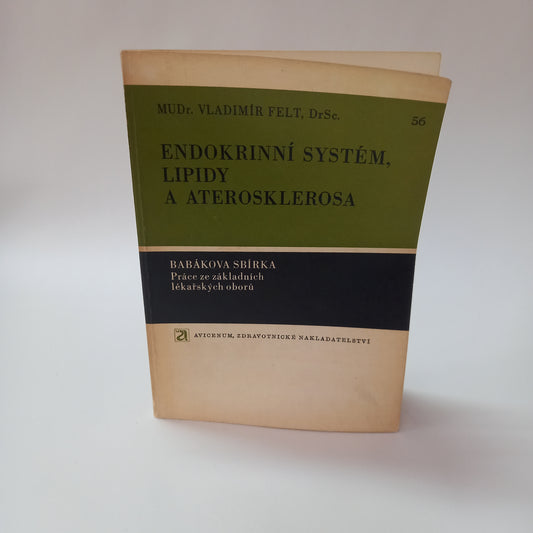 MUDr. VLADIMÍR FELT, DrSc.
56
ENDOKRINNÍ SYSTÉM,
LIPIDY
A ATEROSKLEROSA
BABÁKOVA SBÍRKA
Práce ze základních
lékařských oborů
AVICENUM, ZDRAVOTNICKÉ NAKLADATELSTVÍ